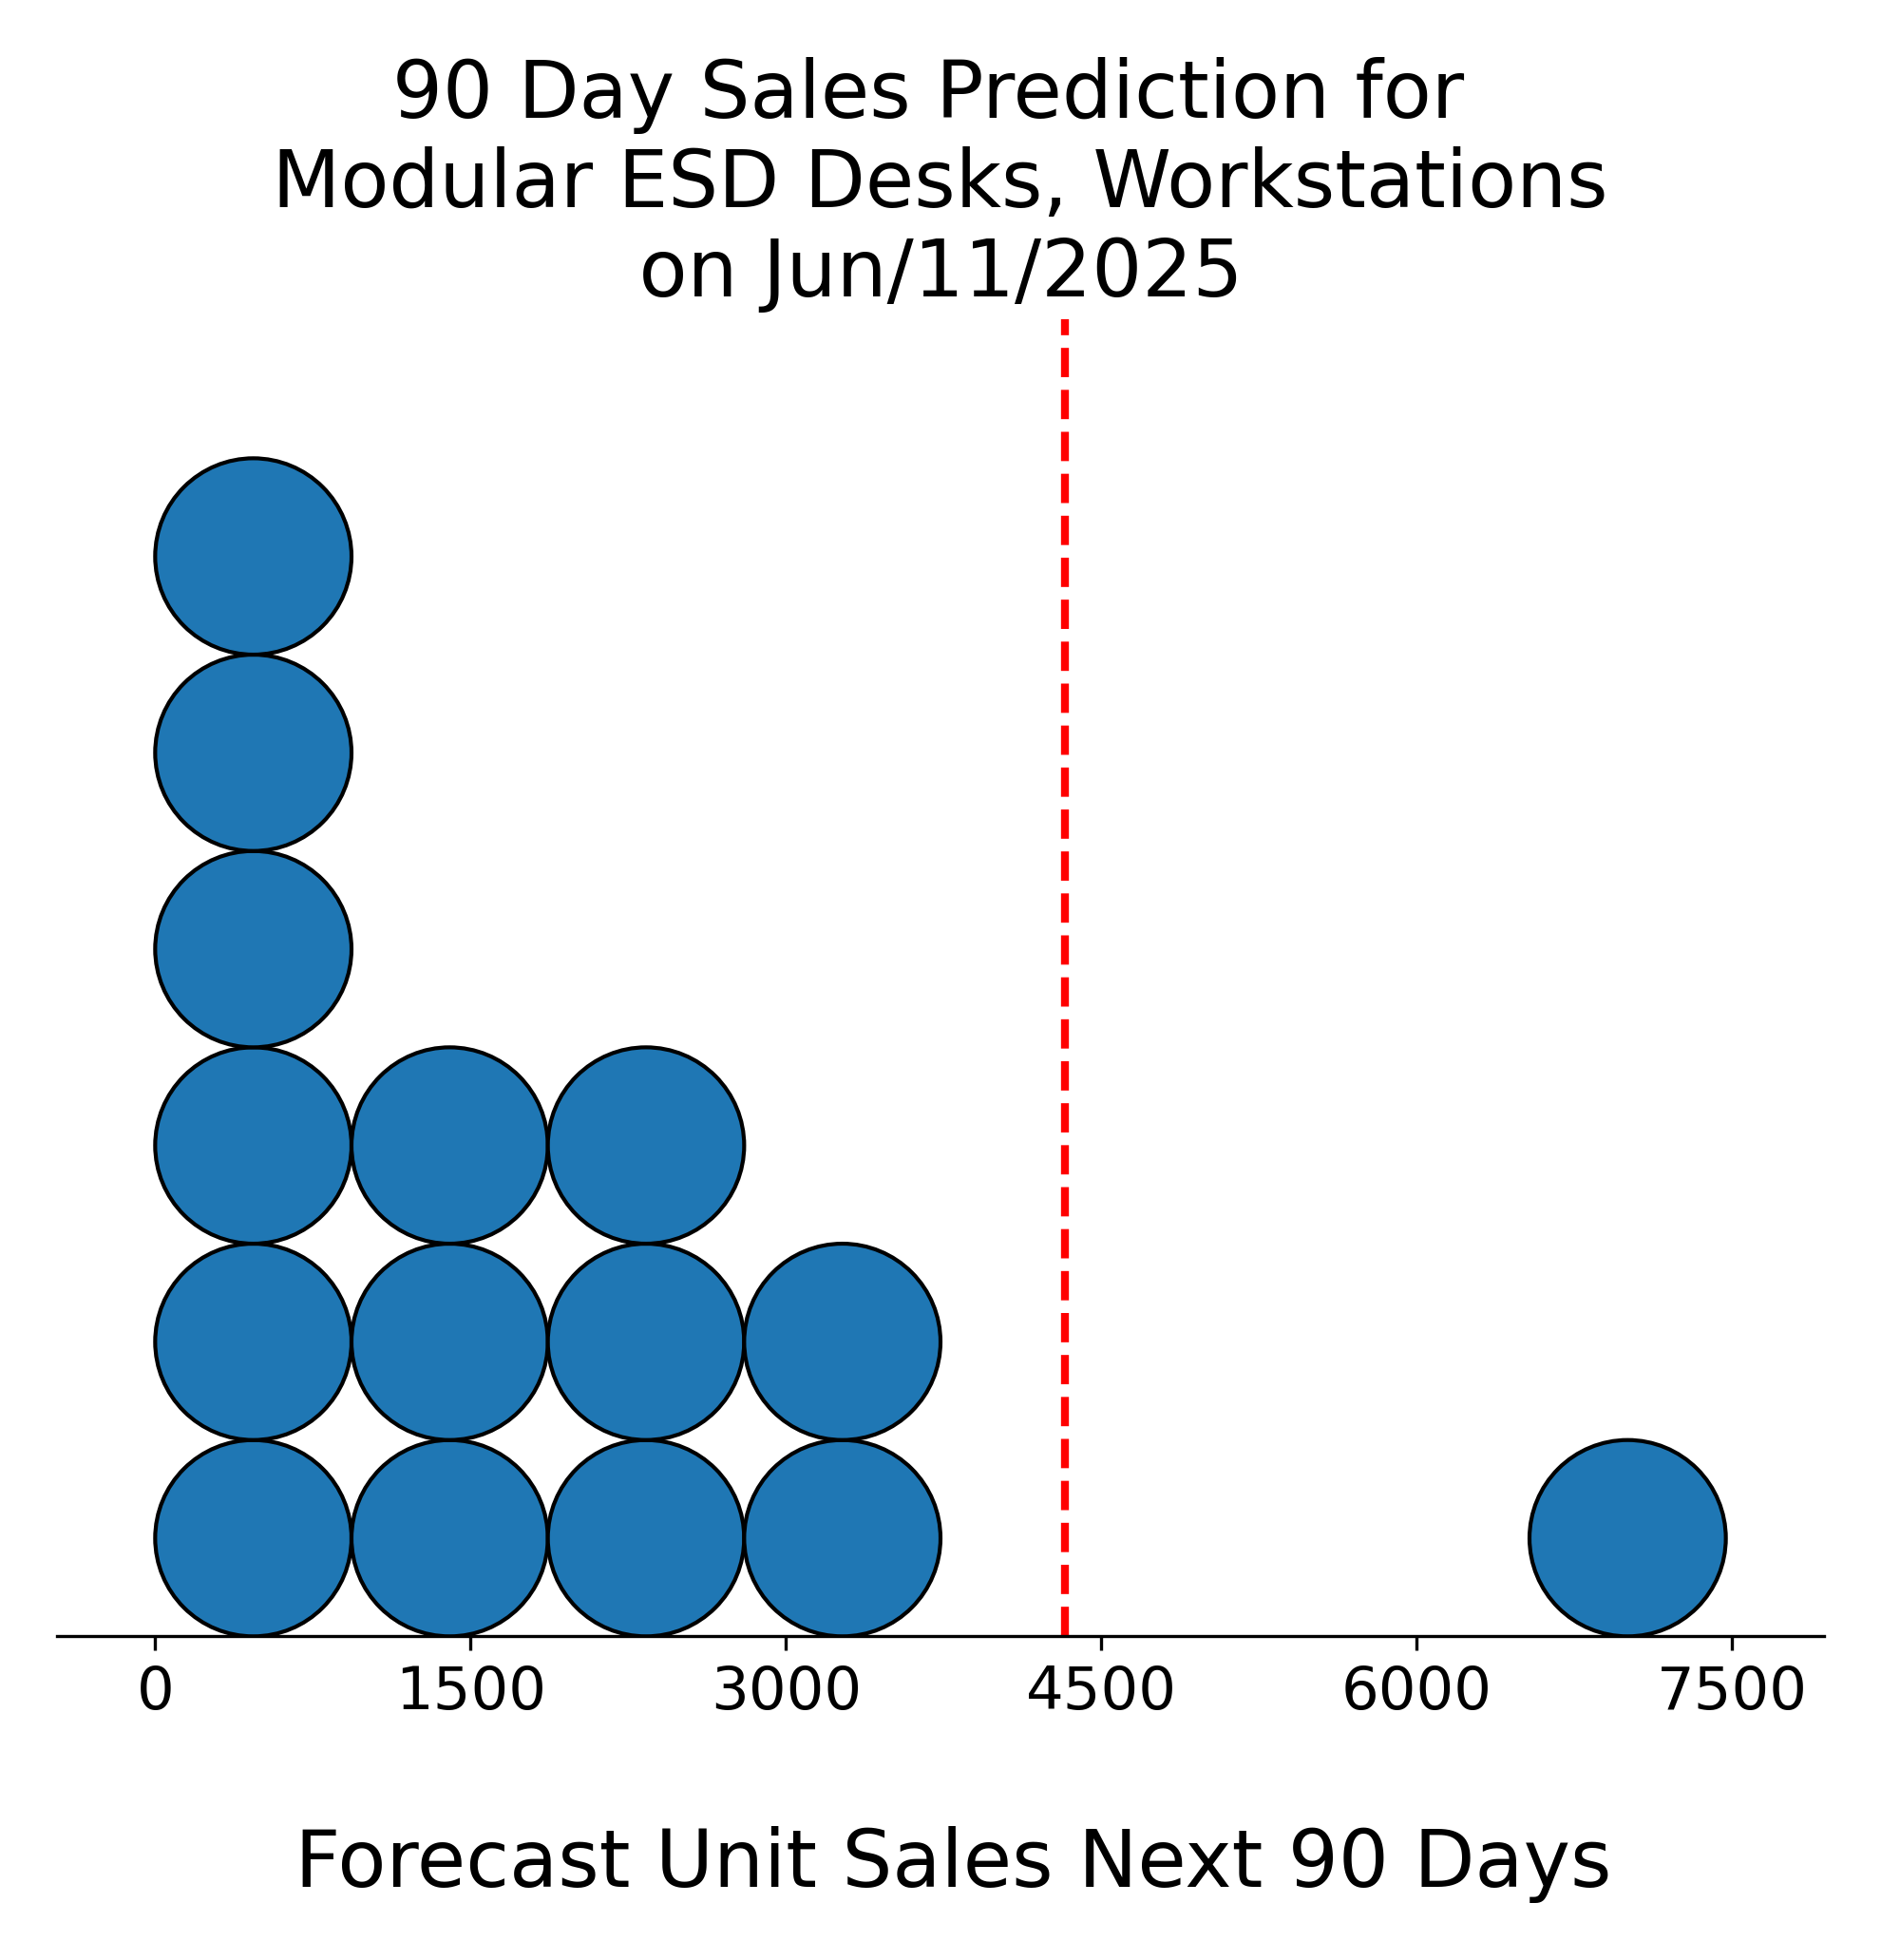 90 Day Sales Prediction for
Modular ESD Desks, Workstations
on Jun/11/2025
0 1500 3000 4500 6000 7500
Forecast Unit Sales Next 90 Days